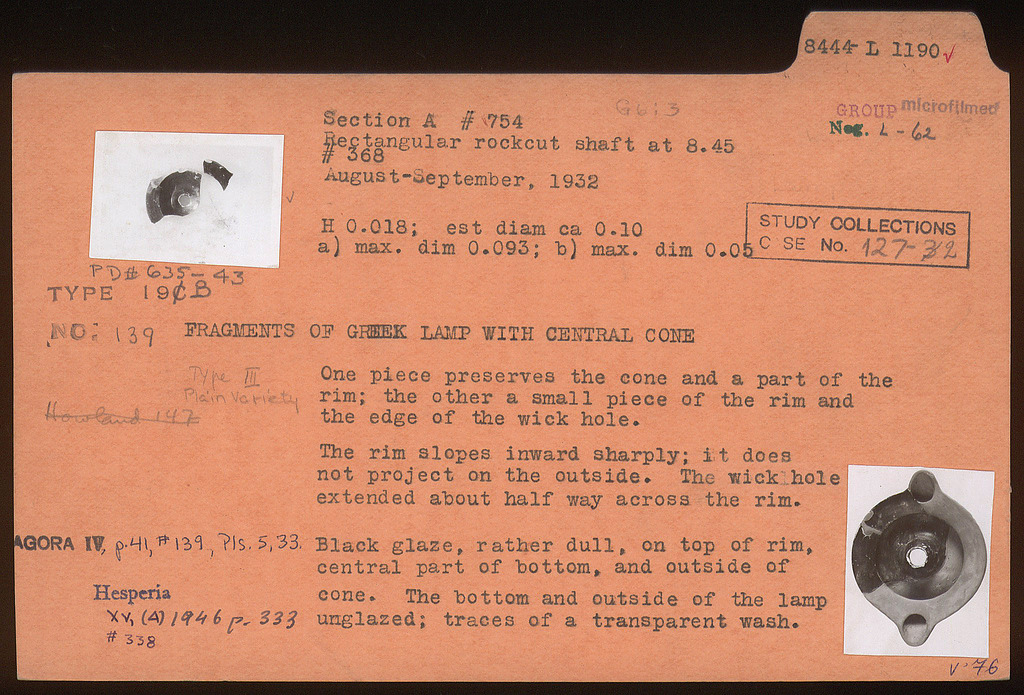 8444- L 1190✓
G6:3
GROUP microfilmed
Neg. L-62
Section A # 754
Rectangular rockcut shaft at 8.45
# 368
August-September, 1932
H 0.018; est diam ca 0.10
a) max. dim 0.093; b) max. dim 0.05
STUDY COLLECTIONS
C SE No. 127-32
PD# 635-43
TYPE 19 B
NO: 139 FRAGMENTS OF GREEK LAMP WITH CENTRAL CONE
Type III
Plain Variety
Howland 147
One piece preserves the cone and a part of the
rim; the other a small piece of the rim and
the edge of the wick hole.
The rim slopes inward sharply; it does
not project on the outside. The wick hole
extended about half way across the rim.
AGORA IV, p.41, #139, Pls. 5, 33.
Black glaze, rather dull, on top of rim,
central part of bottom, and outside of
cone. The bottom and outside of the lamp
unglazed; traces of a transparent wash.
Hesperia
XV, (4) 1946 p. 333
# 338
v·76